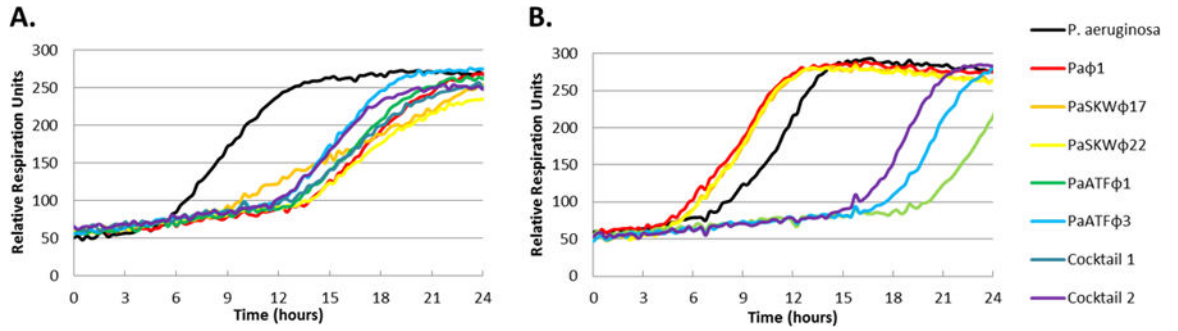 A.
B.
Relative Respiration Units
300
250
200
150
100
50
0
0 3 6 9 12 15 18 21 24
Time (hours)
Relative Respiration Units
300
250
200
150
100
50
0
0 3 6 9 12 15 18 21 24
Time (hours)
P. aeruginosa
Paφ1
PaSKWφ17
PaSKWφ22
PaATFφ1
PaATFφ3
Cocktail 1
Cocktail 2